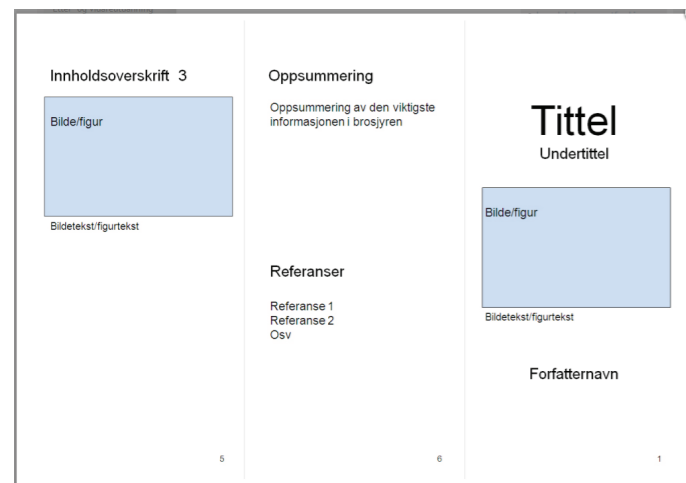 Innholdsoverskrift 3
Bilde/figur
Bildetekst/figurtekst
5
Oppsummering
Oppsummering av den viktigste
informasjonen i brosjyren
Referanser
Referanse 1
Referanse 2
Osv
6
Tittel
Undertittel
Bilde/figur
Bildetekst/figurtekst
Forfatternavn
1